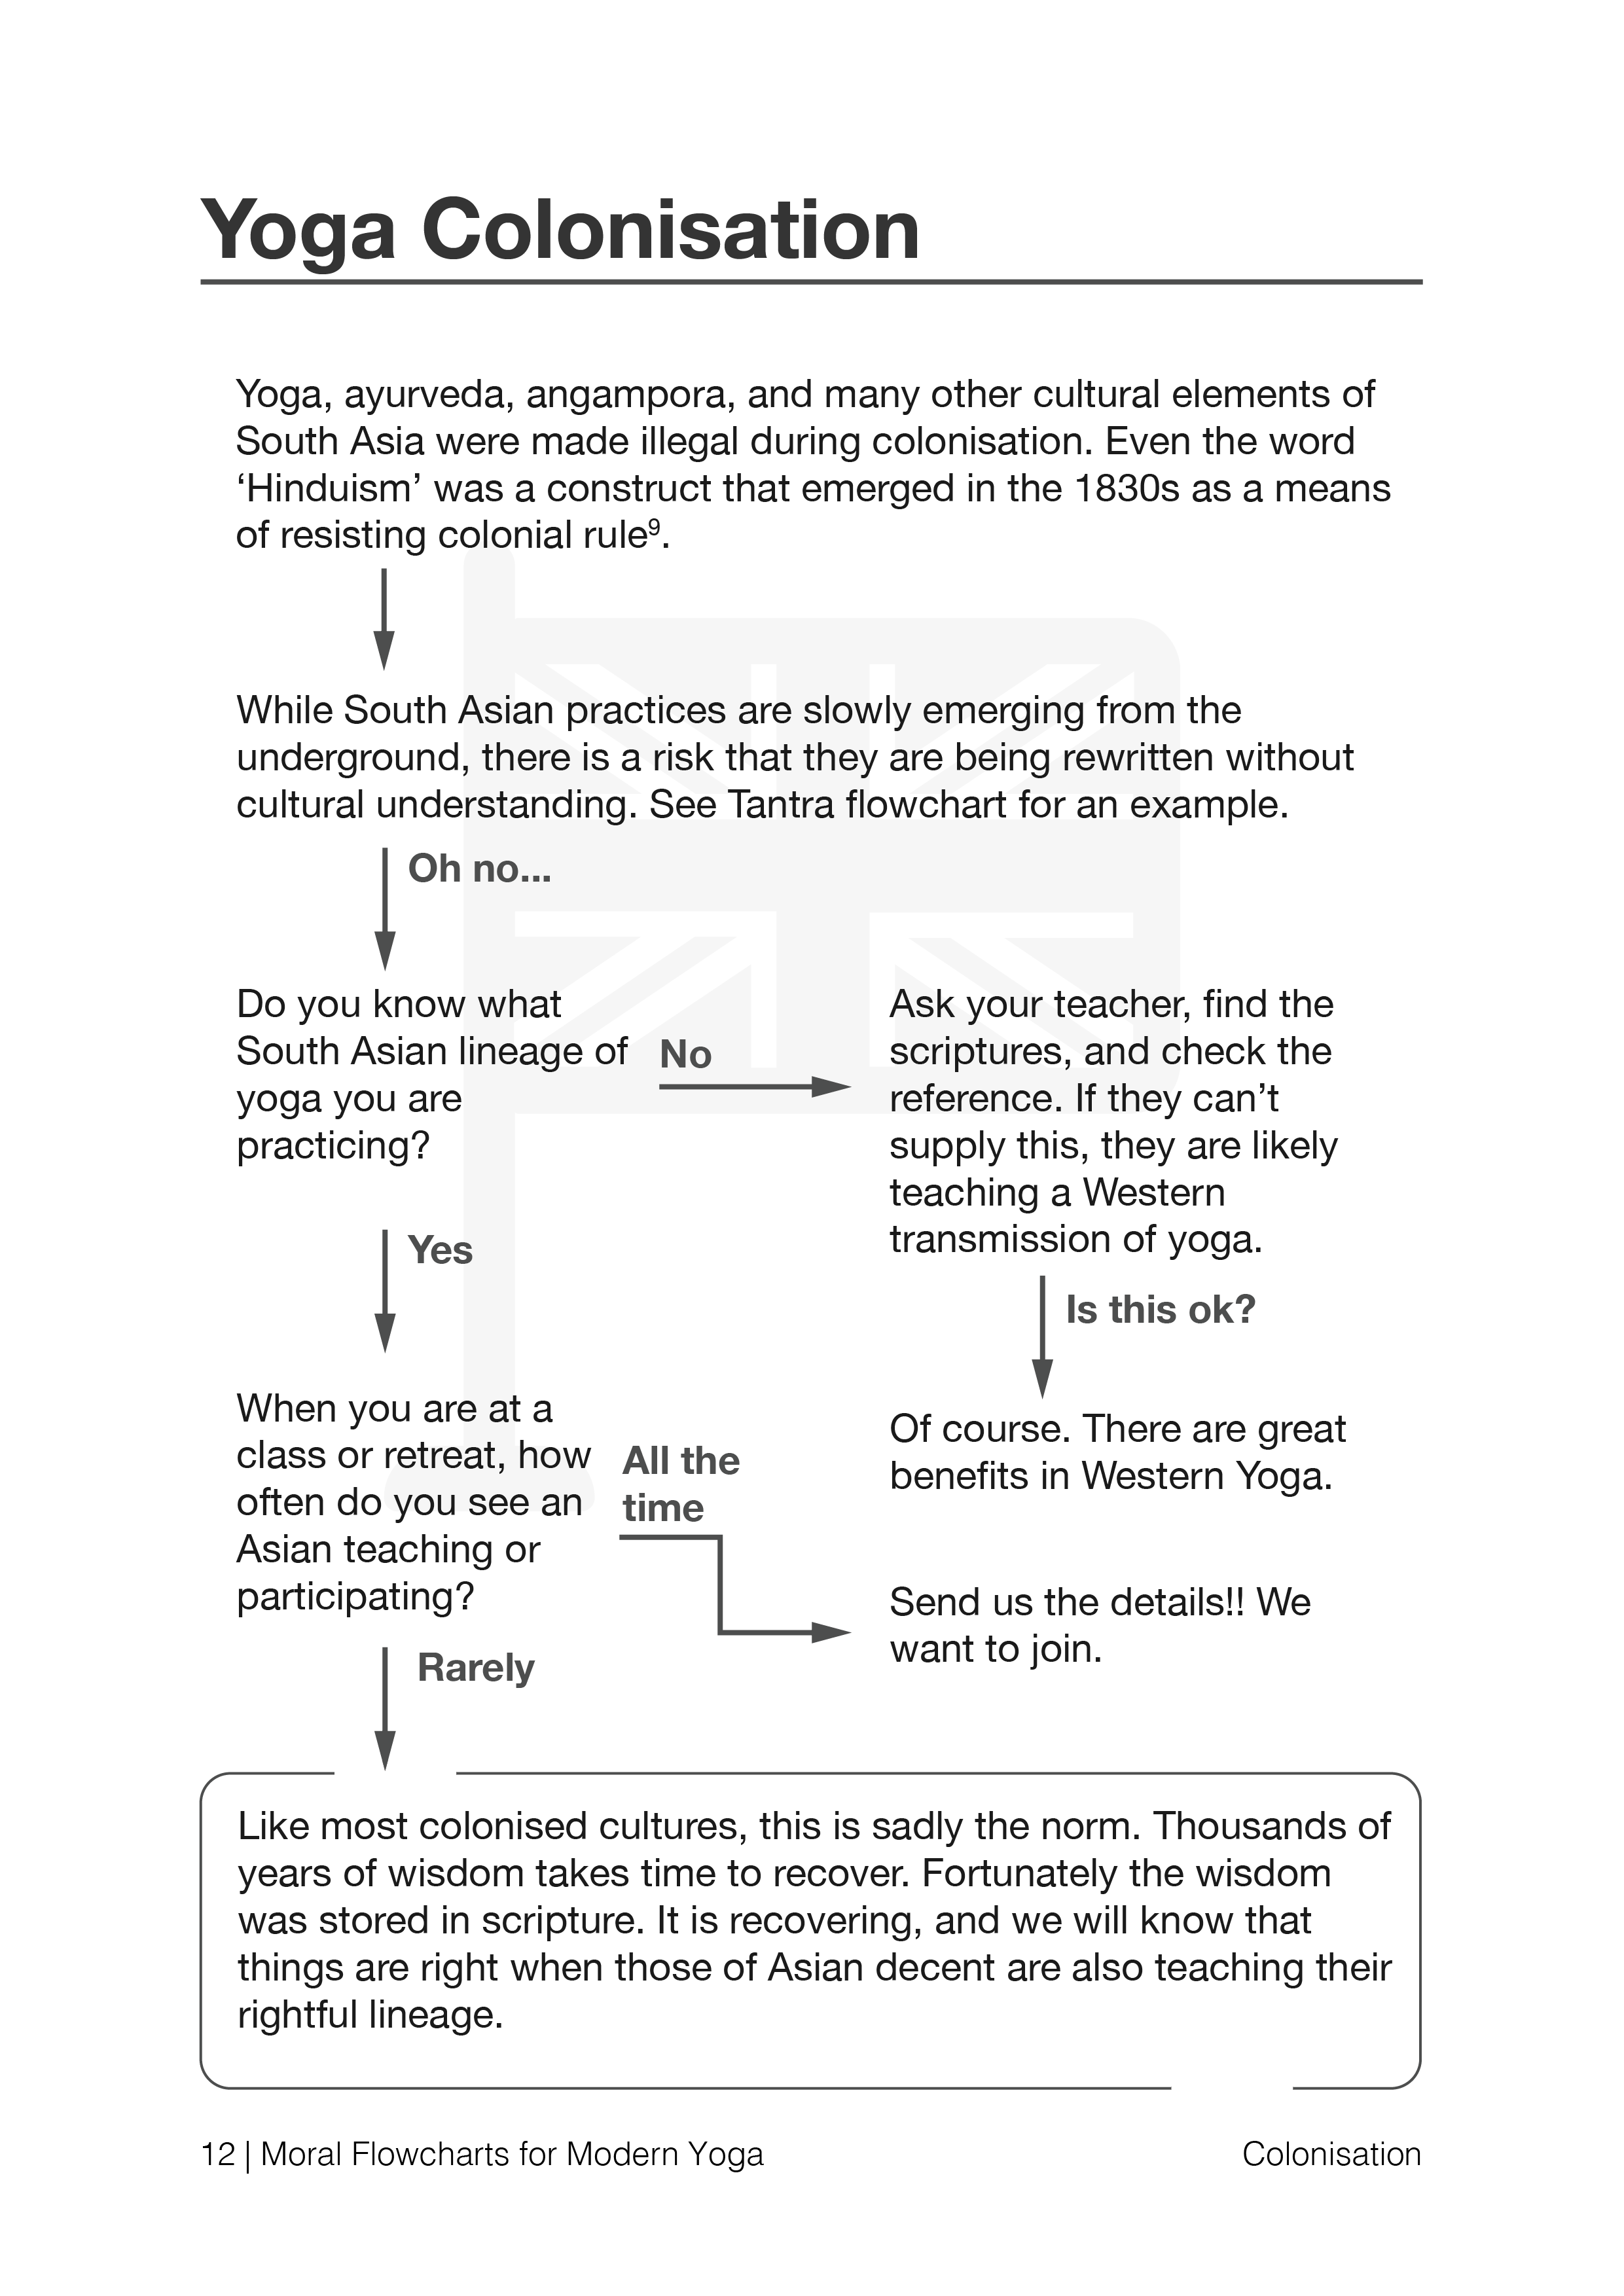 Yoga Colonisation
Yoga, ayurveda, angampora, and many other cultural elements of
South Asia were made illegal during colonisation. Even the word
‘Hinduism’ was a construct that emerged in the 1830s as a means
of resisting colonial rule⁹.
While South Asian practices are slowly emerging from the
underground, there is a risk that they are being rewritten without
cultural understanding. See Tantra flowchart for an example.
Oh no...
Do you know what
South Asian lineage of
yoga you are
practicing?
No
Ask your teacher, find the
scriptures, and check the
reference. If they can’t
supply this, they are likely
teaching a Western
transmission of yoga.
Yes
Is this ok?
Of course. There are great
benefits in Western Yoga.
When you are at a
class or retreat, how
often do you see an
Asian teaching or
participating?
All the
time
Send us the details!! We
want to join.
Rarely
Like most colonised cultures, this is sadly the norm. Thousands of
years of wisdom takes time to recover. Fortunately the wisdom
was stored in scripture. It is recovering, and we will know that
things are right when those of Asian decent are also teaching their
rightful lineage.
12 | Moral Flowcharts for Modern Yoga
Colonisation